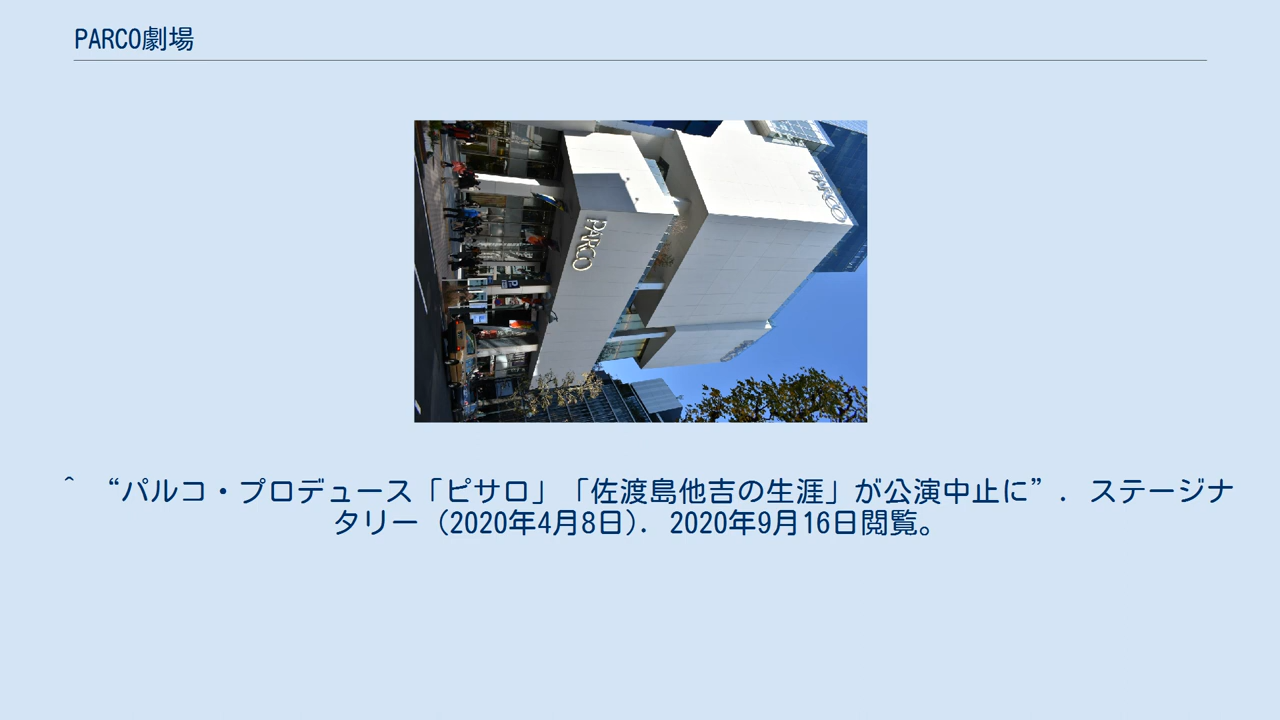 PARCO劇場
PARCO
PARCO
^ “パルコ・プロデュース「ピサロ」「佐渡島他吉の生涯」が公演中止に”. ステージナ
タリー (2020年4月8日). 2020年9月16日閲覧。